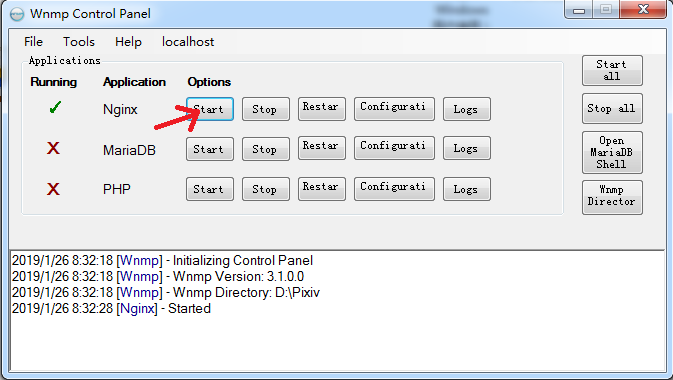 Wnmp Control Panel
File Tools Help localhost
Applications
Running Application Options
Nginx Start Stop Restar Configurati Logs
MariaDB Start Stop Restar Configurati Logs
PHP Start Stop Restar Configurati Logs
Start
all
Stop all
Open
MariaDB
Shell
Wnmp
Director
2019/1/26 8:32:18 [Wnmp] - Initializing Control Panel
2019/1/26 8:32:18 [Wnmp] - Wnmp Version: 3.1.0.0
2019/1/26 8:32:18 [Wnmp] - Wnmp Directory: D:\Pixiv
2019/1/26 8:32:28 [Nginx] - Started